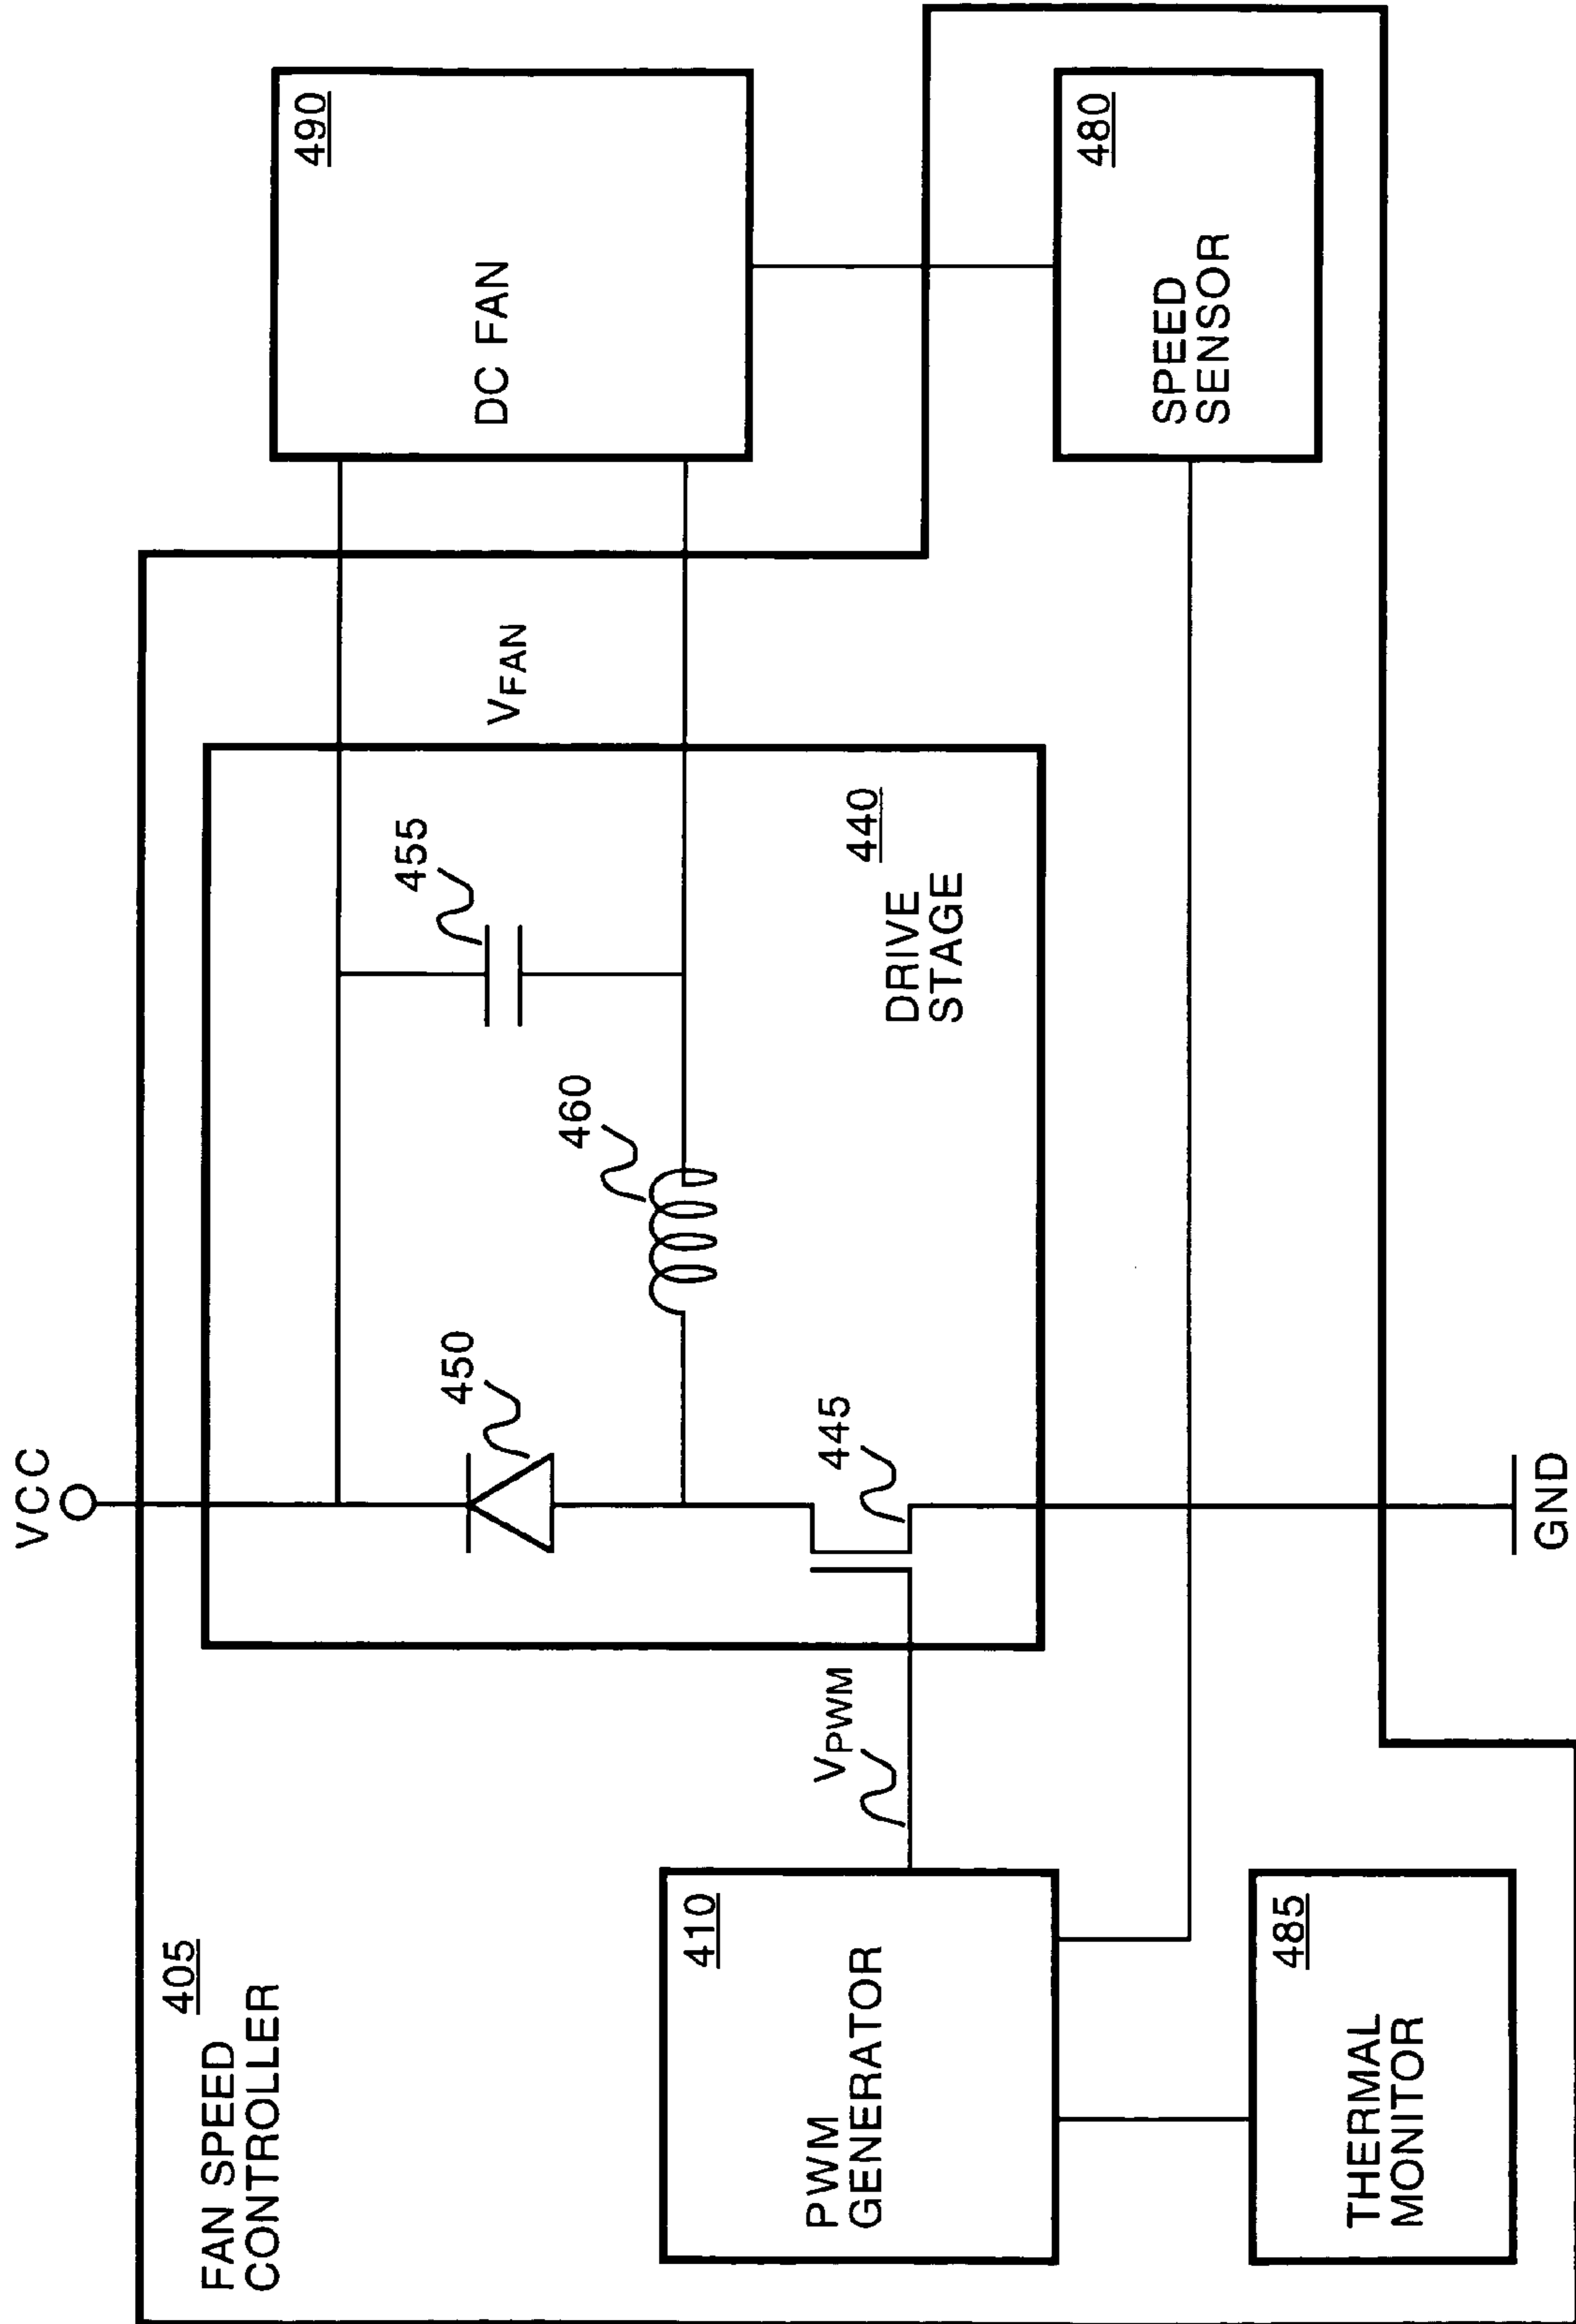 VCC
405
FAN SPEED
CONTROLLER
450
460
455
VFAN
490
DC FAN
445
440
DRIVE
STAGE
VPWM
410
PWM
GENERATOR
480
SPEED
SENSOR
485
THERMAL
MONITOR
GND